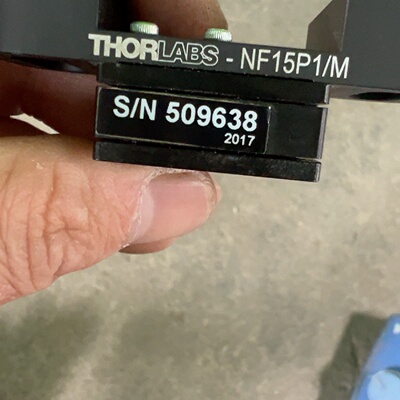 THORLABS - NF15P1/M
S/N 509638
2017